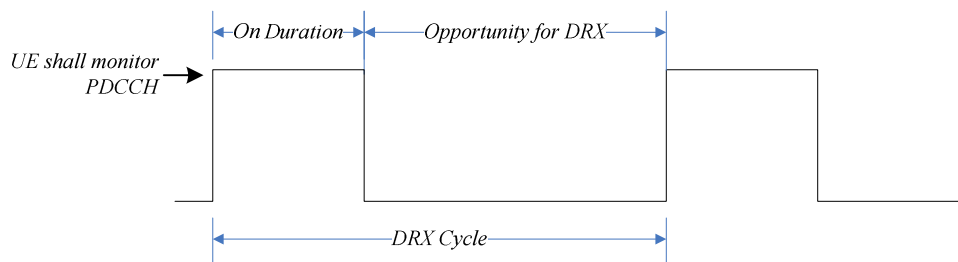 On Duration
Opportunity for DRX
UE shall monitor
PDCCH
DRX Cycle